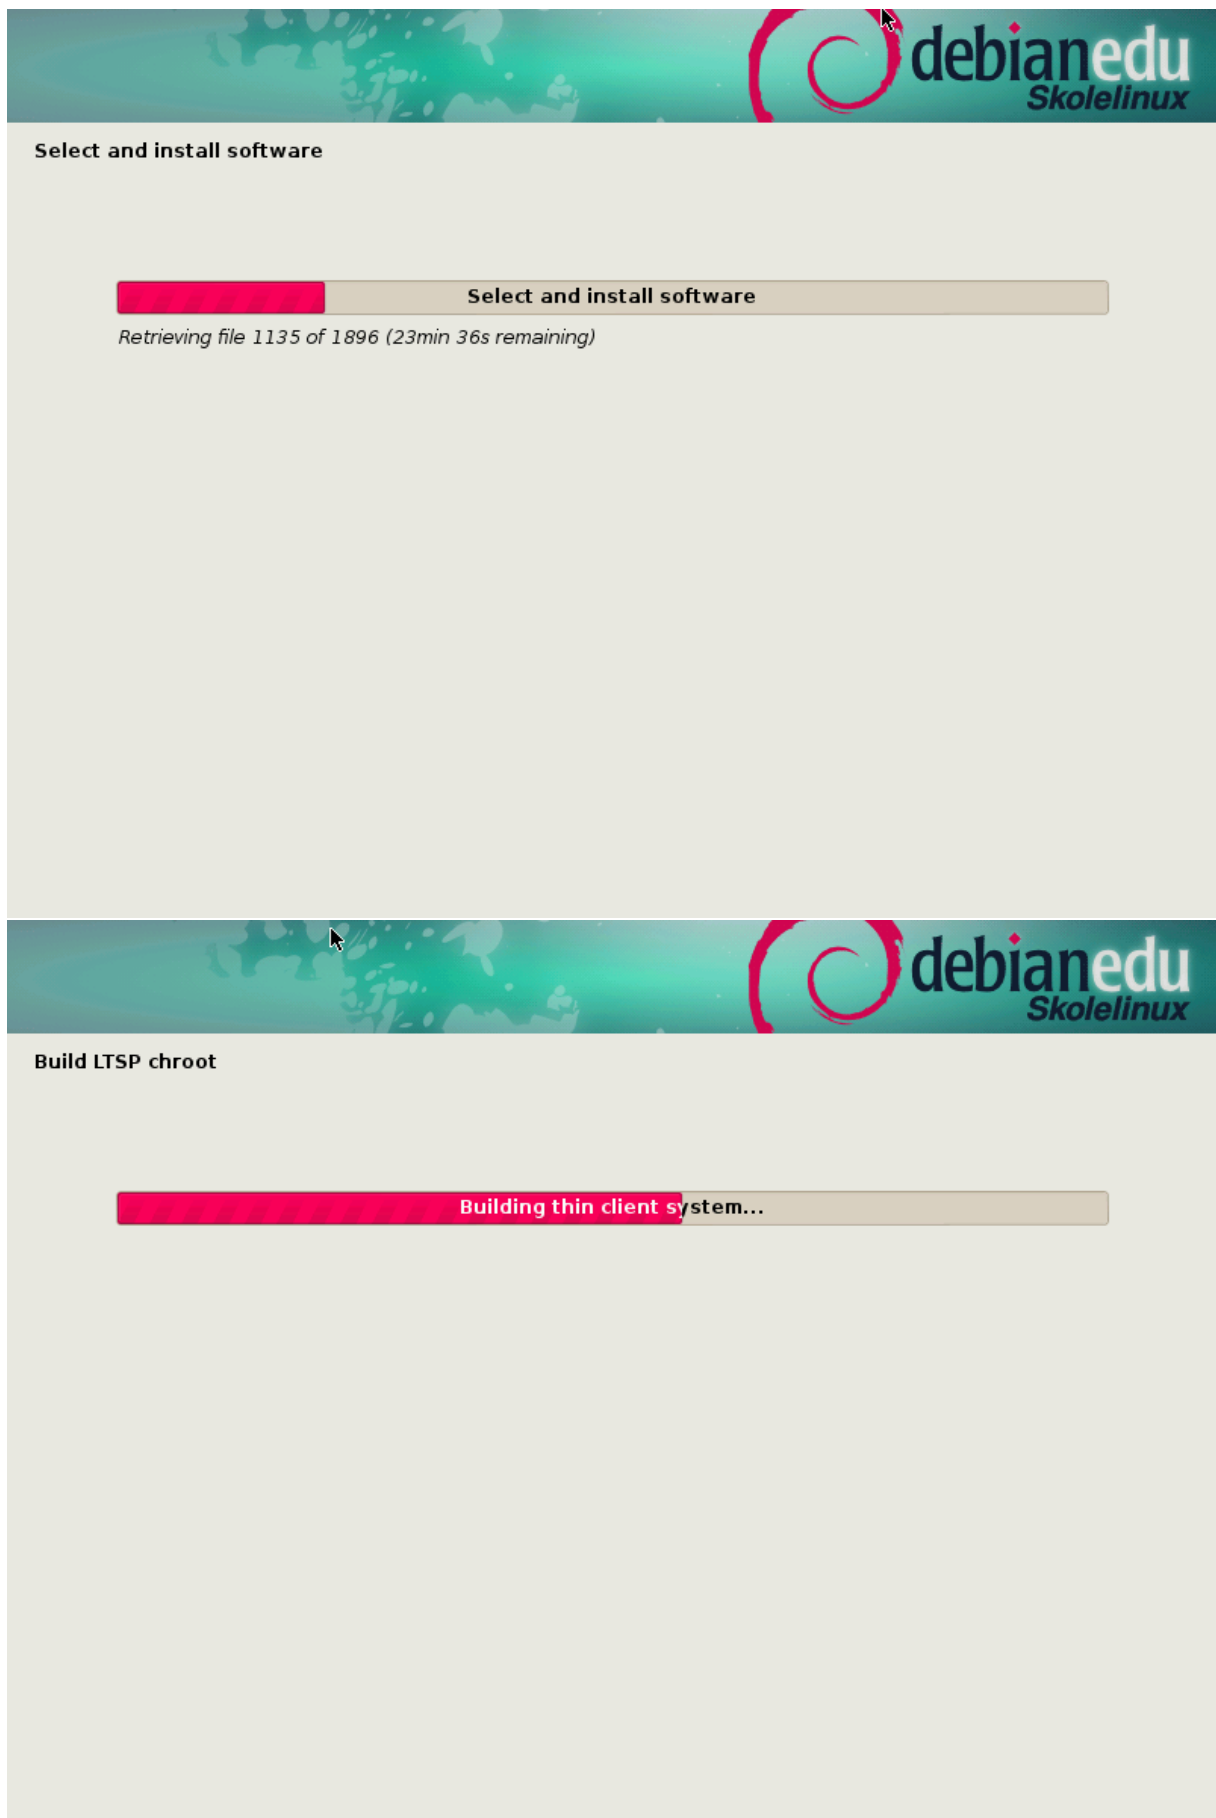 debianedu
Skolelinux
Select and install software
Select and install software
Retrieving file 1135 of 1896 (23min 36s remaining)
debianedu
Skolelinux
Build LTSP chroot
Building thin client system...